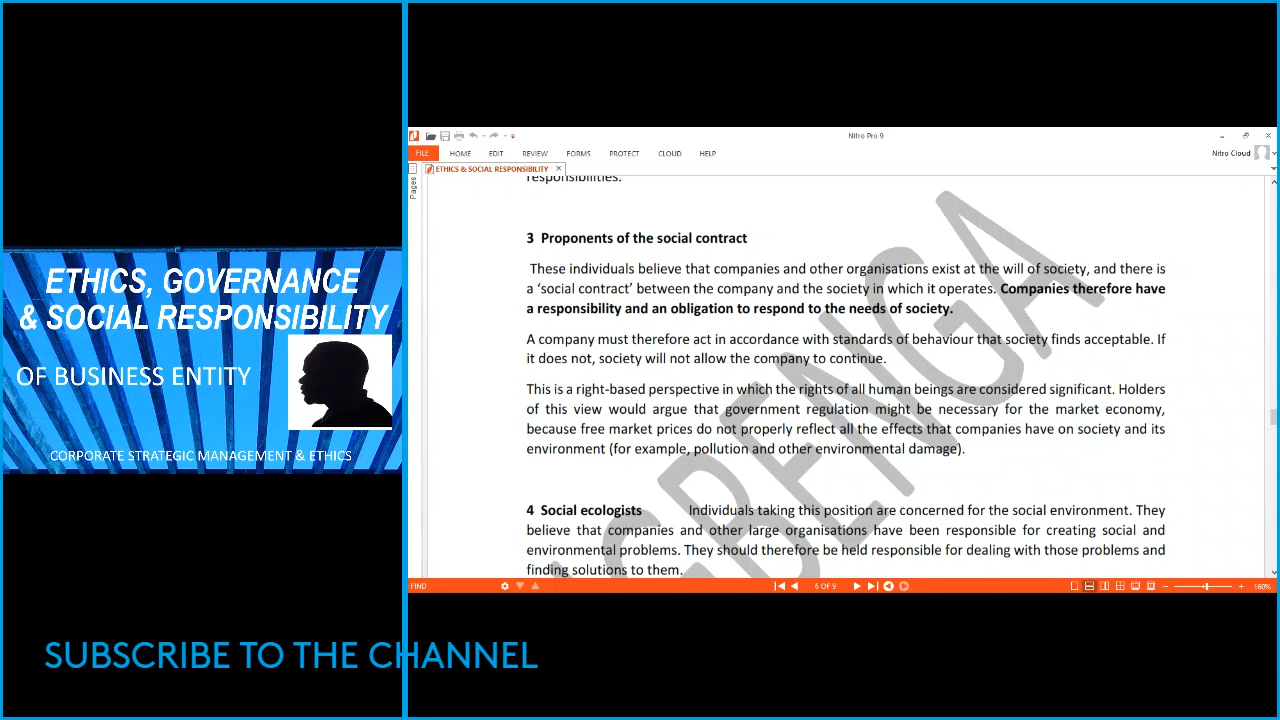 ETHICS, GOVERNANCE
& SOCIAL RESPONSIBILITY
OF BUSINESS ENTITY
CORPORATE STRATEGIC MANAGEMENT & ETHICS
SUBSCRIBE TO THE CHANNEL
Nitro Pro 9
FILE HOME EDIT REVIEW FORMS PROTECT CLOUD HELP
Nitro Cloud
ETHICS & SOCIAL RESPONSIBILITY
Pages
responsibilities.
3 Proponents of the social contract
These individuals believe that companies and other organisations exist at the will of society, and there is
a ‘social contract’ between the company and the society in which it operates. Companies therefore have
a responsibility and an obligation to respond to the needs of society.
A company must therefore act in accordance with standards of behaviour that society finds acceptable. If
it does not, society will not allow the company to continue.
This is a right-based perspective in which the rights of all human beings are considered significant. Holders
of this view would argue that government regulation might be necessary for the market economy,
because free market prices do not properly reflect all the effects that companies have on society and its
environment (for example, pollution and other environmental damage).
4 Social ecologists Individuals taking this position are concerned for the social environment. They
believe that companies and other large organisations have been responsible for creating social and
environmental problems. They should therefore be held responsible for dealing with those problems and
finding solutions to them.
GBENGA
FIND
6 OF 9
160%